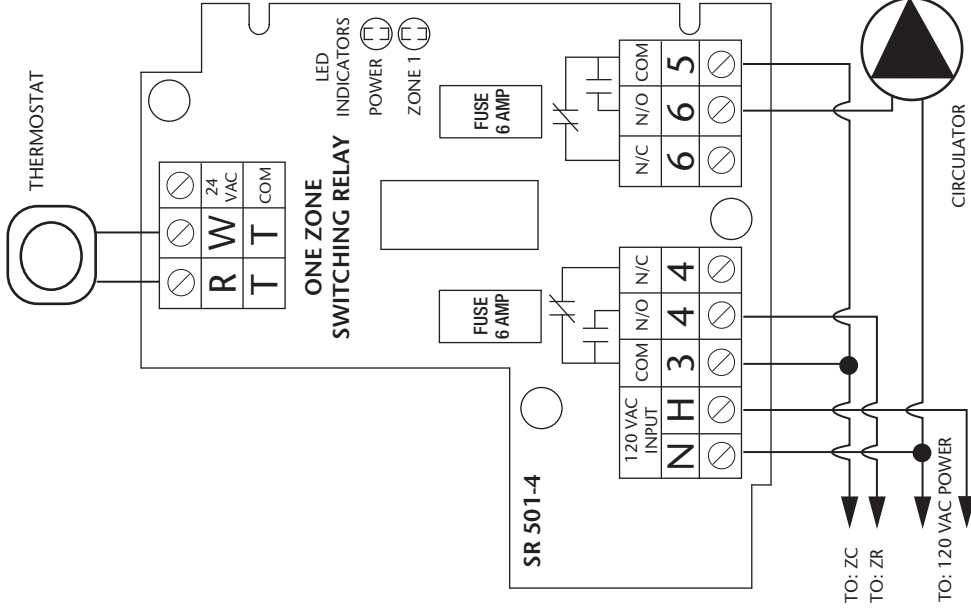 THERMOSTAT
R
W
24
VAC
T
T
COM
LED
INDICATORS
POWER
ZONE 1
ONE ZONE
SWITCHING RELAY
FUSE
6 AMP
FUSE
6 AMP
SR 501-4
120 VAC
INPUT
COM
N/O
N/C
N
H
3
4
4
N/C
N/O
COM
6
6
5
TO: ZC
TO: ZR
TO: 120 VAC POWER
CIRCULATOR